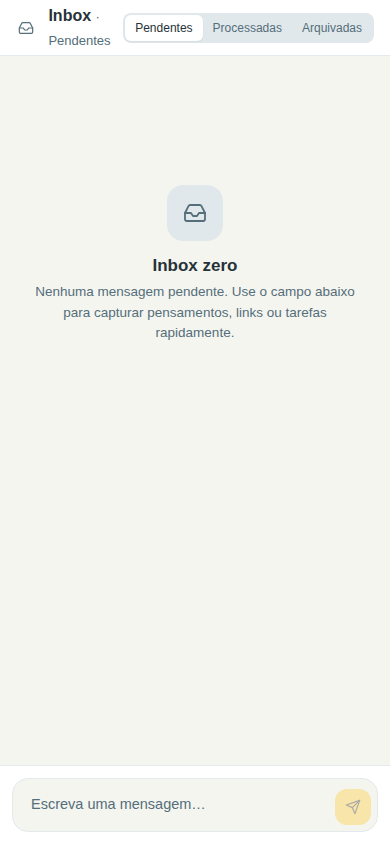 Inbox ·
Pendentes
Pendentes Processadas Arquivadas
Inbox zero
Nenhuma mensagem pendente. Use o campo abaixo
para capturar pensamentos, links ou tarefas
rapidamente.
Escreva uma mensagem…